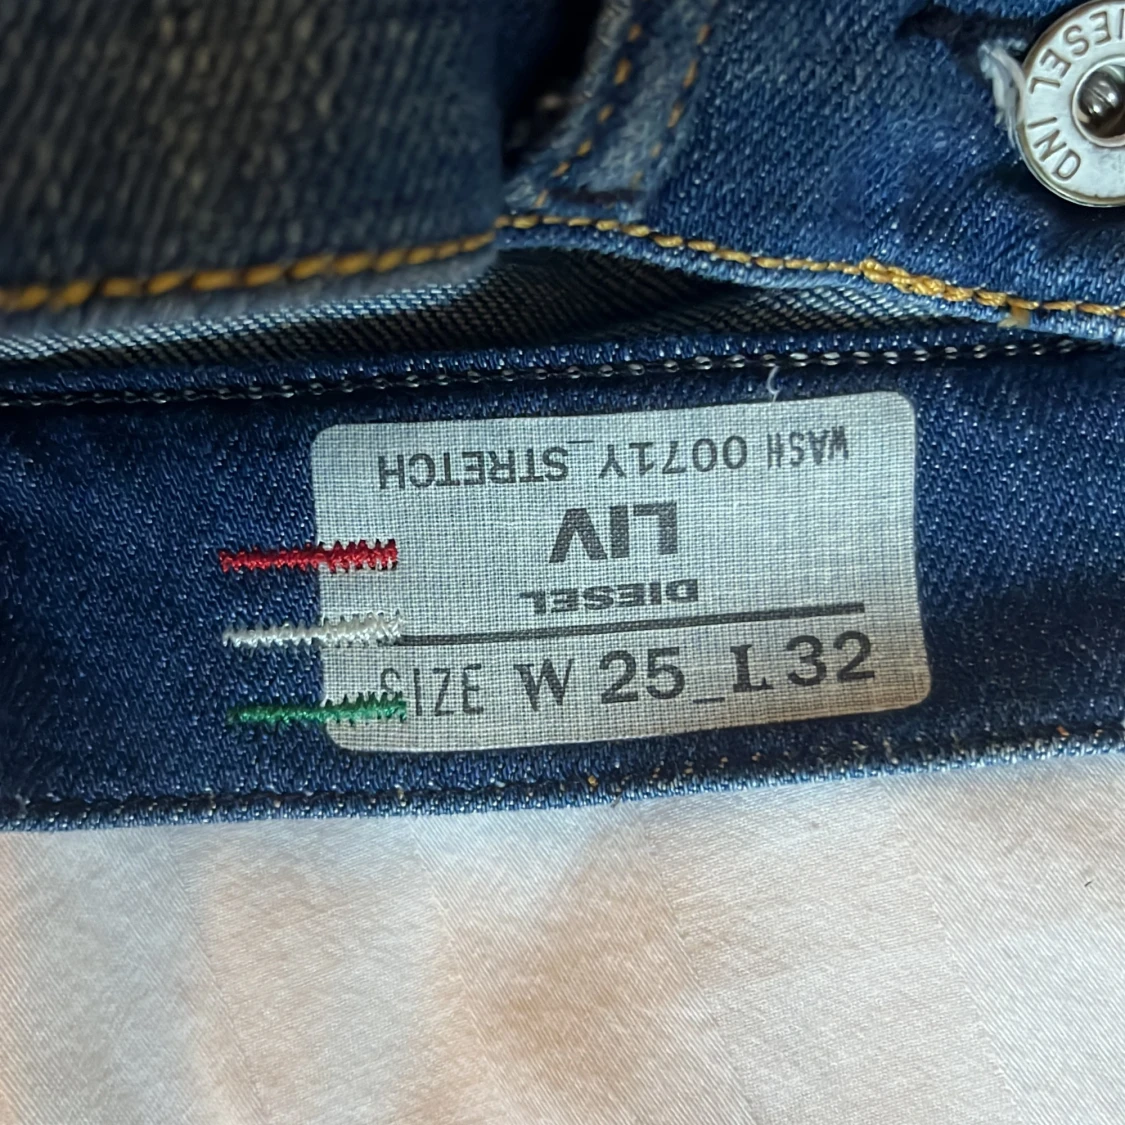 WASH 0071Y_STRETCH
LIV
DIESEL
SIZE W 25_L 32
DIESEL
IND